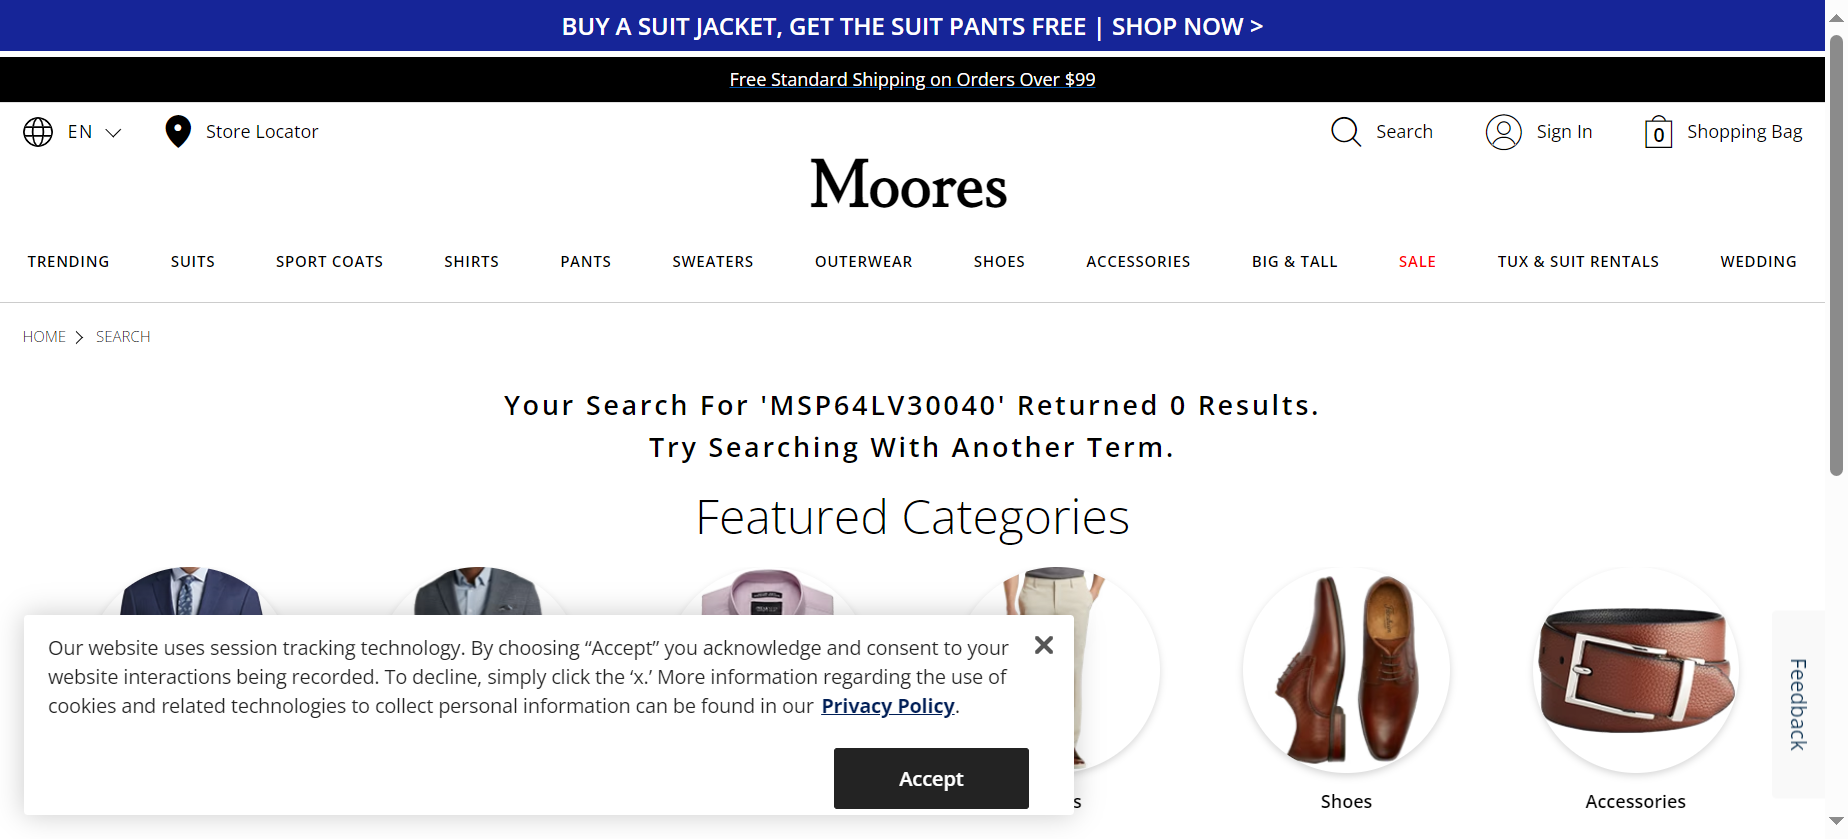 BUY A SUIT JACKET, GET THE SUIT PANTS FREE | SHOP NOW >
Free Standard Shipping on Orders Over $99
EN
Store Locator
Search
Sign In
0
Shopping Bag
Moores
TRENDING
SUITS
SPORT COATS
SHIRTS
PANTS
SWEATERS
OUTERWEAR
SHOES
ACCESSORIES
BIG & TALL
SALE
TUX & SUIT RENTALS
WEDDING
HOME
SEARCH
Your Search For 'MSP64LV30040' Returned 0 Results.
Try Searching With Another Term.
Featured Categories
Our website uses session tracking technology. By choosing “Accept” you acknowledge and consent to your
website interactions being recorded. To decline, simply click the ‘x.’ More information regarding the use of
cookies and related technologies to collect personal information can be found in our Privacy Policy.
Accept
s
Shoes
Accessories
Feedback